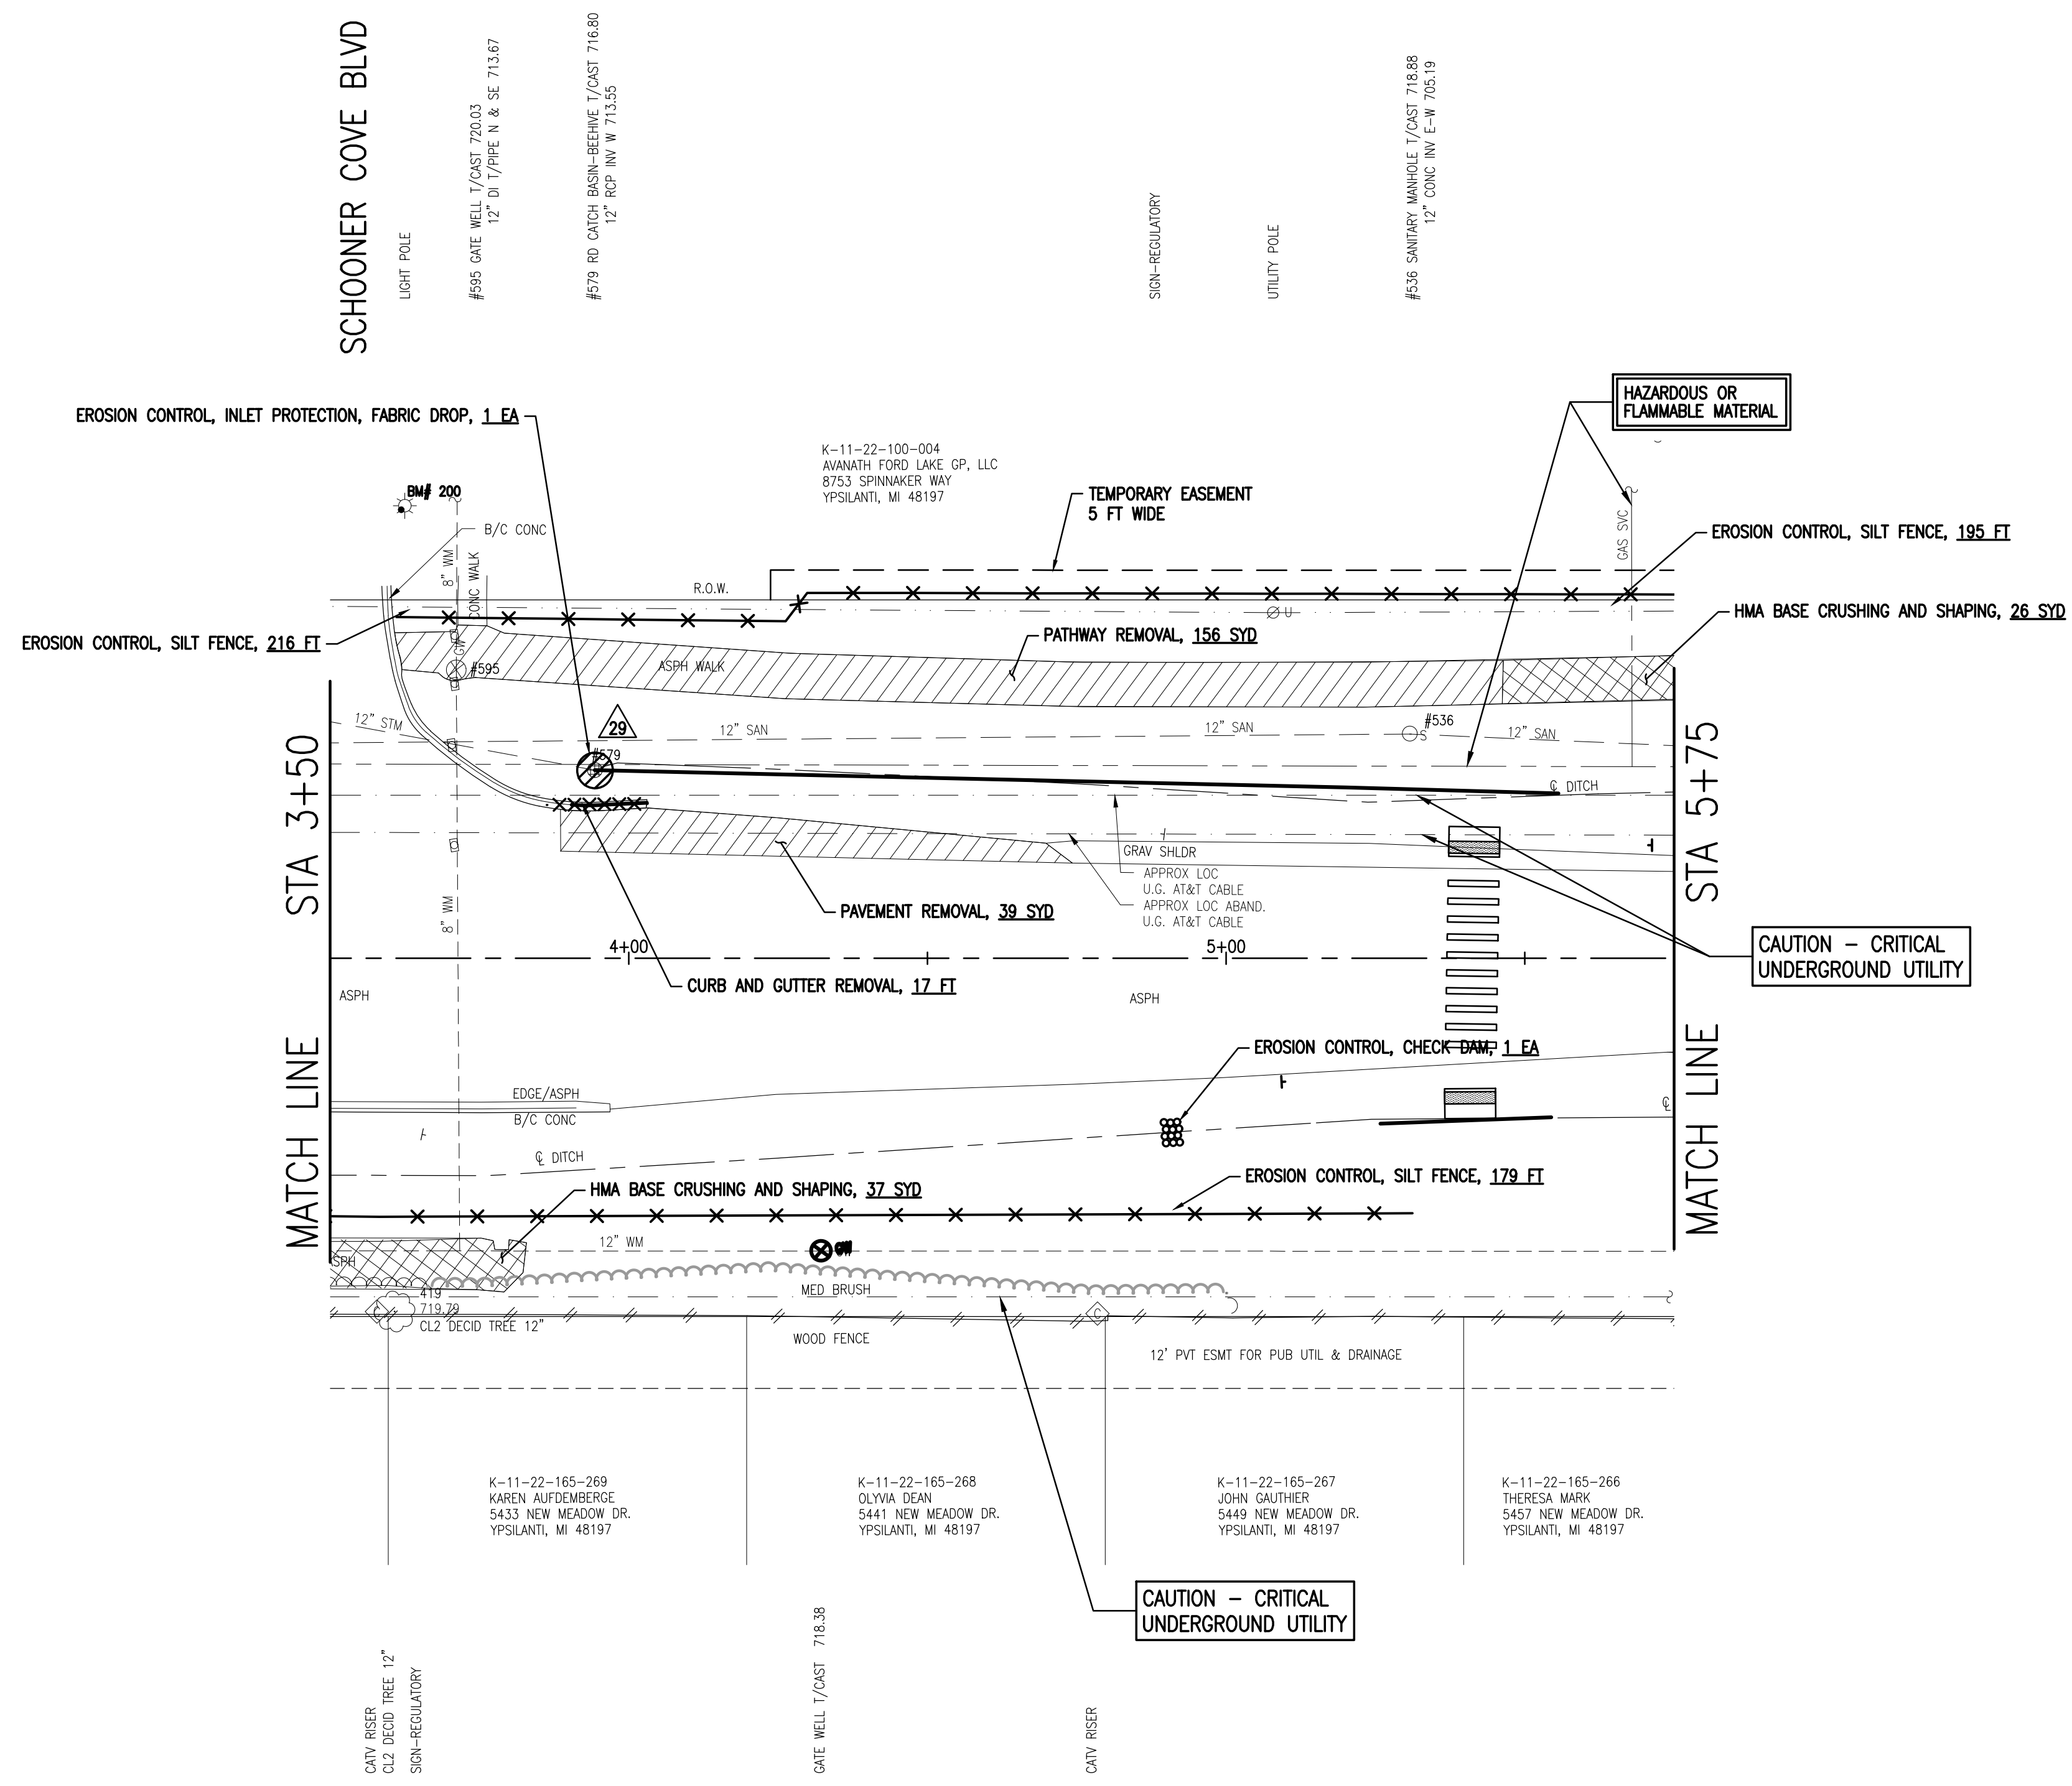 SCHOONER COVE BLVD
LIGHT POLE
#595 GATE WELL T/CAST 720.03
12" DI T/PIPE N & SE 713.67
#579 RD CATCH BASIN-BEEHIVE T/CAST 716.80
12" RCP INV W 713.55
SIGN-REGULATORY
UTILITY POLE
#536 SANITARY MANHOLE T/CAST 718.88
12" CONC INV E-W 705.19
HAZARDOUS OR
FLAMMABLE MATERIAL
EROSION CONTROL, INLET PROTECTION, FABRIC DROP, 1 EA
K-11-22-100-004
AVANATH FORD LAKE GP, LLC
8753 SPINNAKER WAY
YPSILANTI, MI 48197
BM# 200
TEMPORARY EASEMENT
5 FT WIDE
B/C CONC
GAS SVC
EROSION CONTROL, SILT FENCE, 195 FT
8" WM
CONC WALK
R.O.W.
U
HMA BASE CRUSHING AND SHAPING, 26 SYD
EROSION CONTROL, SILT FENCE, 216 FT
PATHWAY REMOVAL, 156 SYD
GW
#595
ASPH WALK
12" STM
29
12" SAN
12" SAN
#536
S
12" SAN
#579
℄ DITCH
STA 3+50
STA 5+75
GRAV SHLDR
APPROX LOC
U.G. AT&T CABLE
APPROX LOC ABAND.
U.G. AT&T CABLE
PAVEMENT REMOVAL, 39 SYD
8" WM
4+00
5+00
CAUTION - CRITICAL
UNDERGROUND UTILITY
CURB AND GUTTER REMOVAL, 17 FT
ASPH
ASPH
MATCH LINE
MATCH LINE
EROSION CONTROL, CHECK DAM, 1 EA
EDGE/ASPH
B/C CONC
℄
℄ DITCH
EROSION CONTROL, SILT FENCE, 179 FT
HMA BASE CRUSHING AND SHAPING, 37 SYD
12" WM
GW
SPH
MED BRUSH
419
719.79
C
C
CL2 DECID TREE 12"
WOOD FENCE
12' PVT ESMT FOR PUB UTIL & DRAINAGE
K-11-22-165-269
KAREN AUFDEMBERGE
5433 NEW MEADOW DR.
YPSILANTI, MI 48197
K-11-22-165-268
OLYVIA DEAN
5441 NEW MEADOW DR.
YPSILANTI, MI 48197
K-11-22-165-267
JOHN GAUTHIER
5449 NEW MEADOW DR.
YPSILANTI, MI 48197
K-11-22-165-266
THERESA MARK
5457 NEW MEADOW DR.
YPSILANTI, MI 48197
CAUTION - CRITICAL
UNDERGROUND UTILITY
CATV RISER
CL2 DECID TREE 12"
SIGN-REGULATORY
GATE WELL T/CAST 718.38
CATV RISER